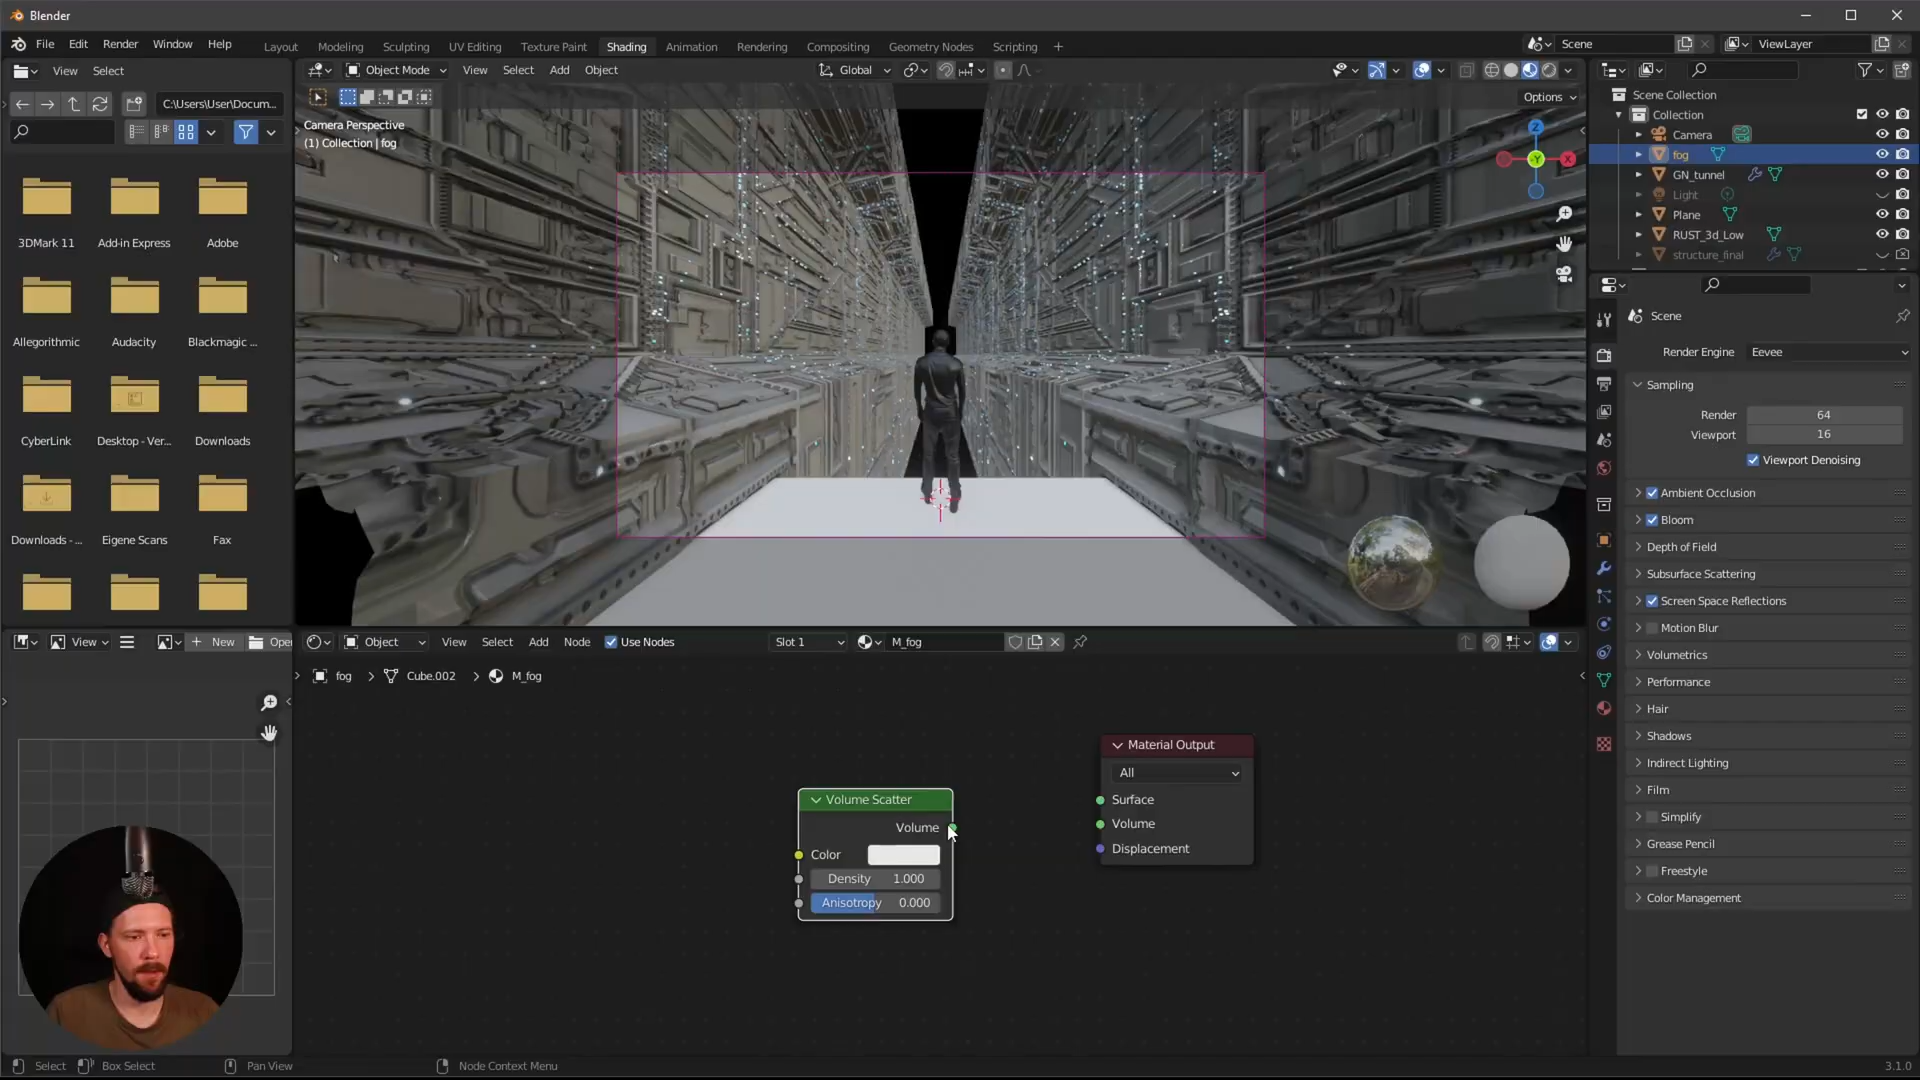 Blender
File Edit Render Window Help
Layout Modeling Sculpting UV Editing Texture Paint Shading Animation Rendering Compositing Geometry Nodes Scripting +
Scene
ViewLayer
View Select
Object Mode View Select Add Object
Global
C:\Users\User\Docum...
Options
Camera Perspective
(1) Collection | fog
Z
Y
X
3DMark 11
Add-in Express
Adobe
Allegorithmic
Audacity
Blackmagic ...
CyberLink
Desktop - Ver...
Downloads
Downloads - ...
Eigene Scans
Fax
Scene Collection
Collection
Camera
fog
GN_tunnel
Light
Plane
RUST_3d_Low
structure_final
Scene
Render Engine Eevee
Sampling
Render 64
Viewport 16
Viewport Denoising
Ambient Occlusion
Bloom
Depth of Field
Subsurface Scattering
Screen Space Reflections
Motion Blur
Volumetrics
Performance
Hair
Shadows
Indirect Lighting
Film
Simplify
Grease Pencil
Freestyle
Color Management
View
+ New
Open
Object View Select Add Node Use Nodes
Slot 1
M_fog
fog > Cube.002 > M_fog
Volume Scatter
Volume
Color
Density 1.000
Anisotropy 0.000
Material Output
All
Surface
Volume
Displacement
Select Box Select Pan View Node Context Menu
3.1.0